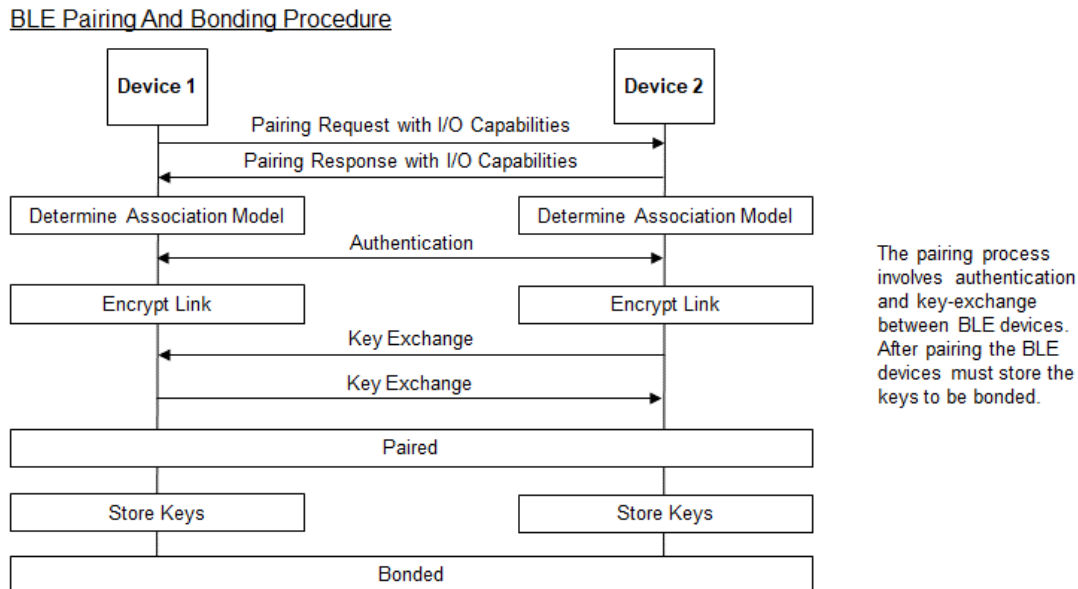 BLE Pairing And Bonding Procedure
Device 1
Device 2
Pairing Request with I/O Capabilities
Pairing Response with I/O Capabilities
Determine Association Model
Determine Association Model
Authentication
Encrypt Link
Encrypt Link
Key Exchange
Key Exchange
Paired
Store Keys
Store Keys
Bonded
The pairing process
involves authentication
and key-exchange
between BLE devices.
After pairing the BLE
devices must store the
keys to be bonded.